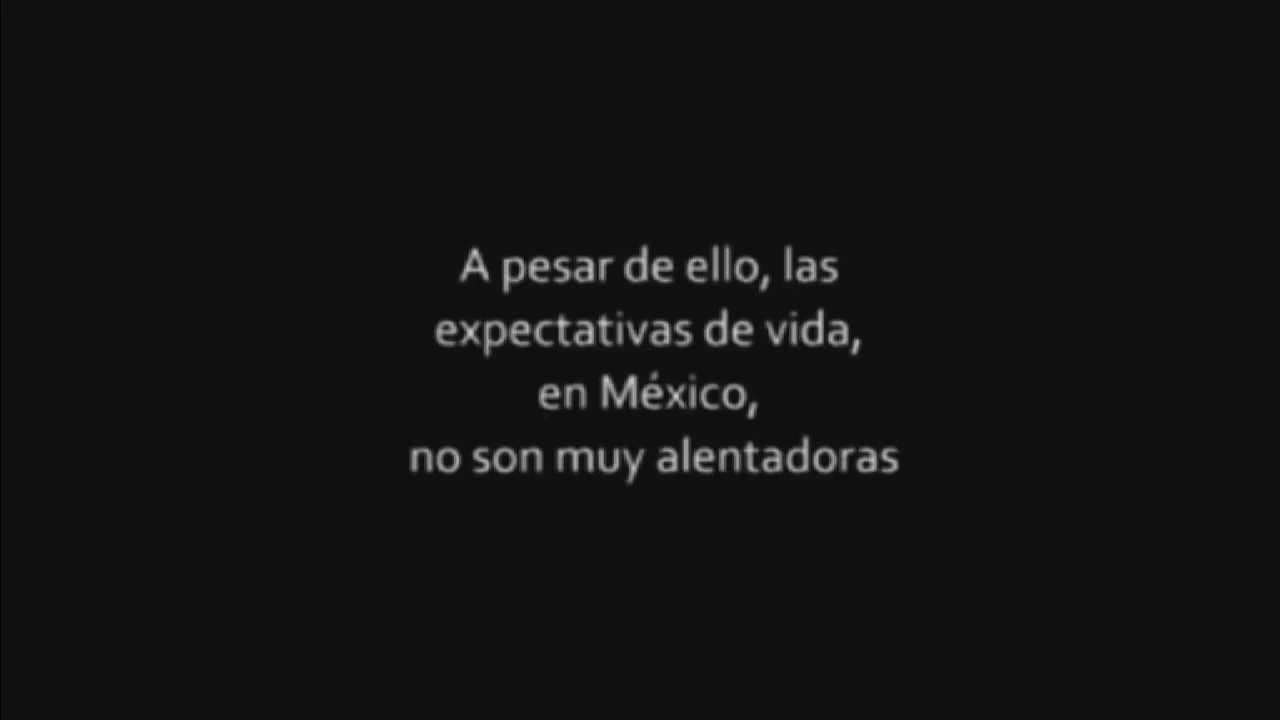 A pesar de ello, las
expectativas de vida,
en México,
no son muy alentadoras